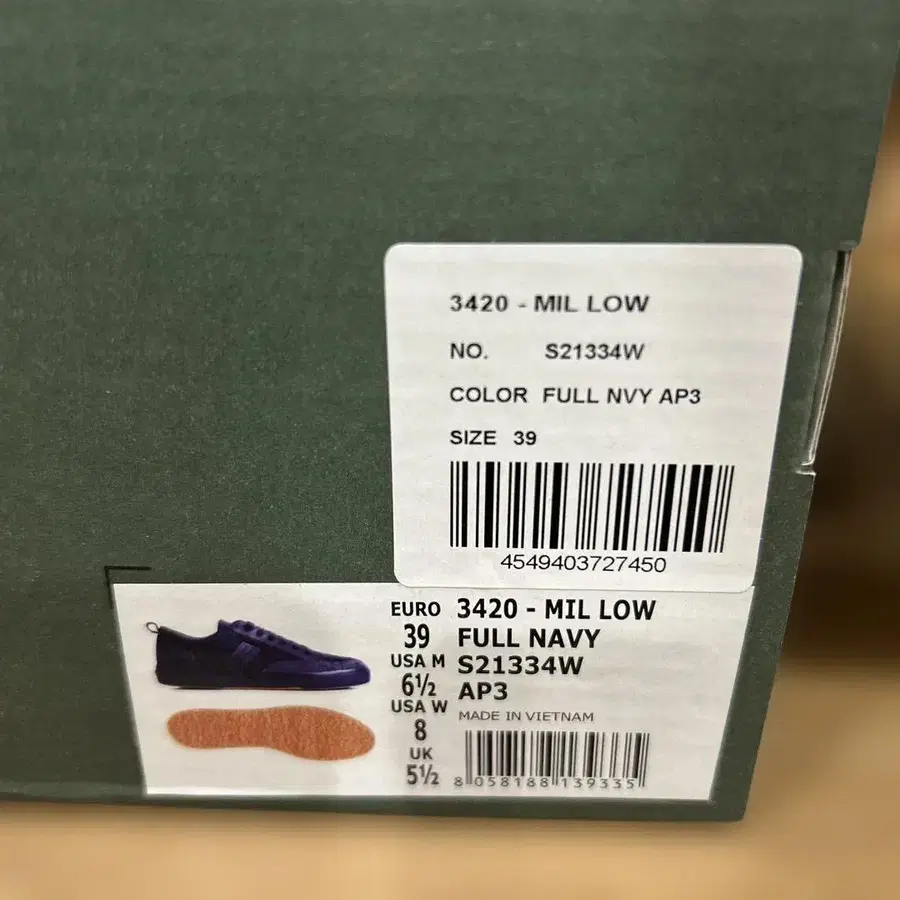 3420 - MIL LOW
NO. S21334W
COLOR FULL NVY AP3
SIZE 39
4549403727450
EURO 3420 - MIL LOW
39 FULL NAVY
USA M S21334W
6½ AP3
USA W MADE IN VIETNAM
8
UK
5½
8 058188 139335